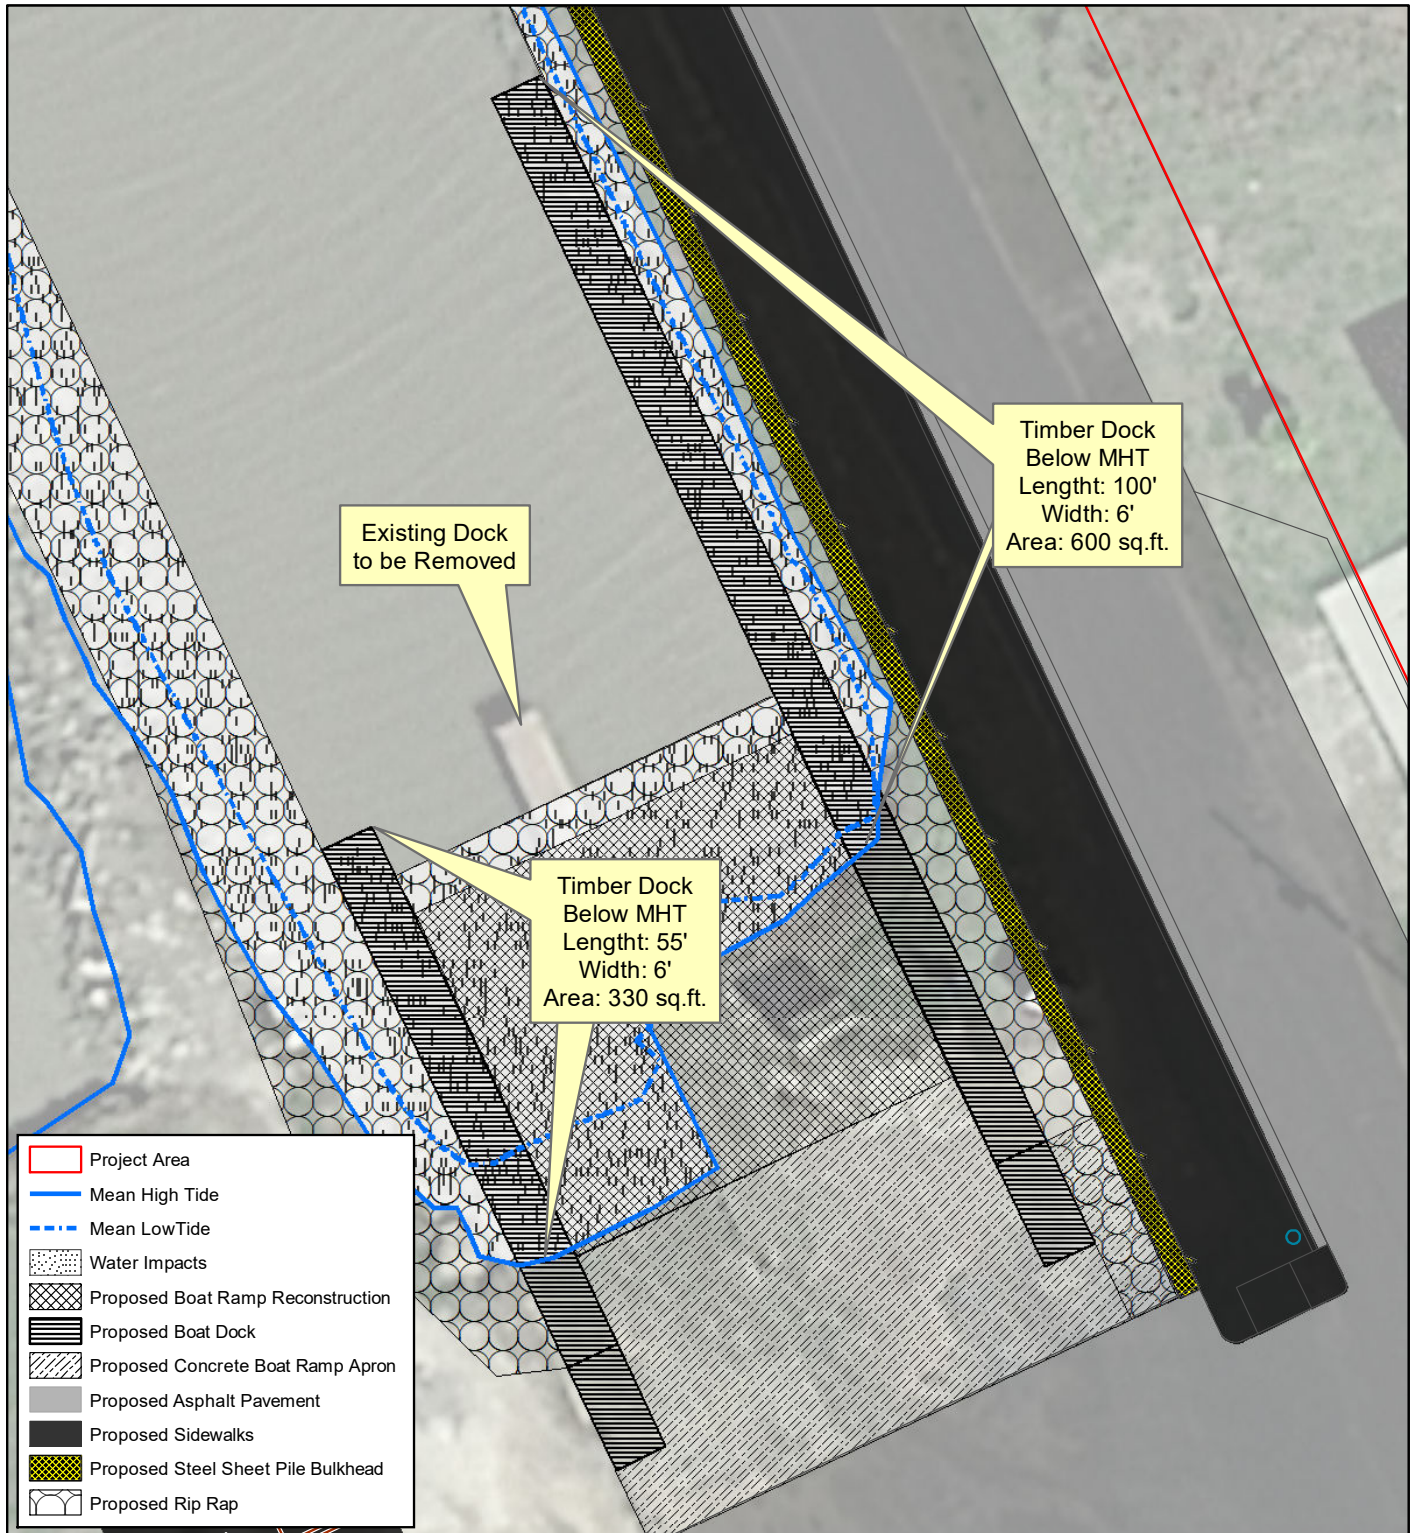 Timber Dock
Below MHT
Lengtht: 100'
Width: 6'
Area: 600 sq.ft.
Existing Dock
to be Removed
Timber Dock
Below MHT
Lengtht: 55'
Width: 6'
Area: 330 sq.ft.
Project Area
Mean High Tide
Mean LowTide
Water Impacts
Proposed Boat Ramp Reconstruction
Proposed Boat Dock
Proposed Concrete Boat Ramp Apron
Proposed Asphalt Pavement
Proposed Sidewalks
Proposed Steel Sheet Pile Bulkhead
Proposed Rip Rap